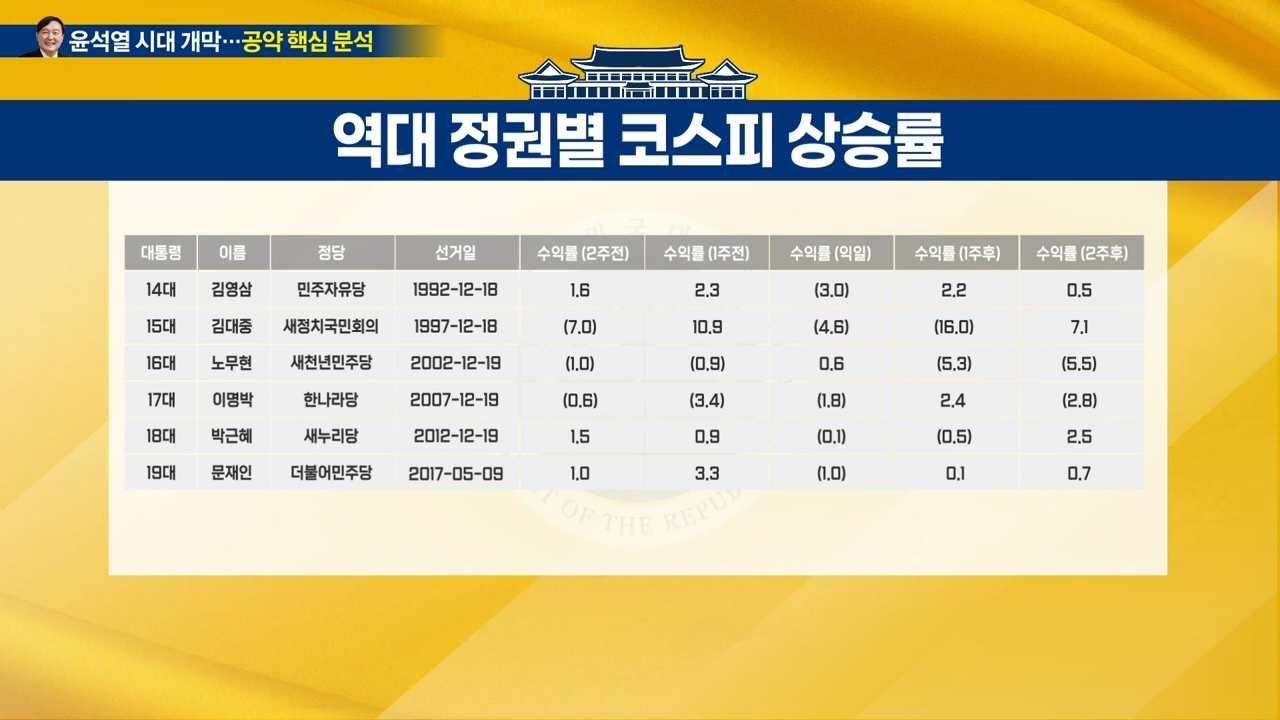 윤석열 시대 개막…공약 핵심 분석
역대 정권별 코스피 상승률
대통령 이름 정당 선거일 수익률 (2주전) 수익률 (1주전) 수익률 (익일) 수익률 (1주후) 수익률 (2주후)
14대 김영삼 민주자유당 1992-12-18 1.6 2.3 (3.0) 2.2 0.5
15대 김대중 새정치국민회의 1997-12-18 (7.0) 10.9 (4.6) (16.0) 7.1
16대 노무현 새천년민주당 2002-12-19 (1.0) (0.9) 0.6 (5.3) (5.5)
17대 이명박 한나라당 2007-12-19 (0.6) (3.4) (1.8) 2.4 (2.8)
18대 박근혜 새누리당 2012-12-19 1.5 0.9 (0.1) (0.5) 2.5
19대 문재인 더불어민주당 2017-05-09 1.0 3.3 (1.0) 0.1 0.7
OF THE